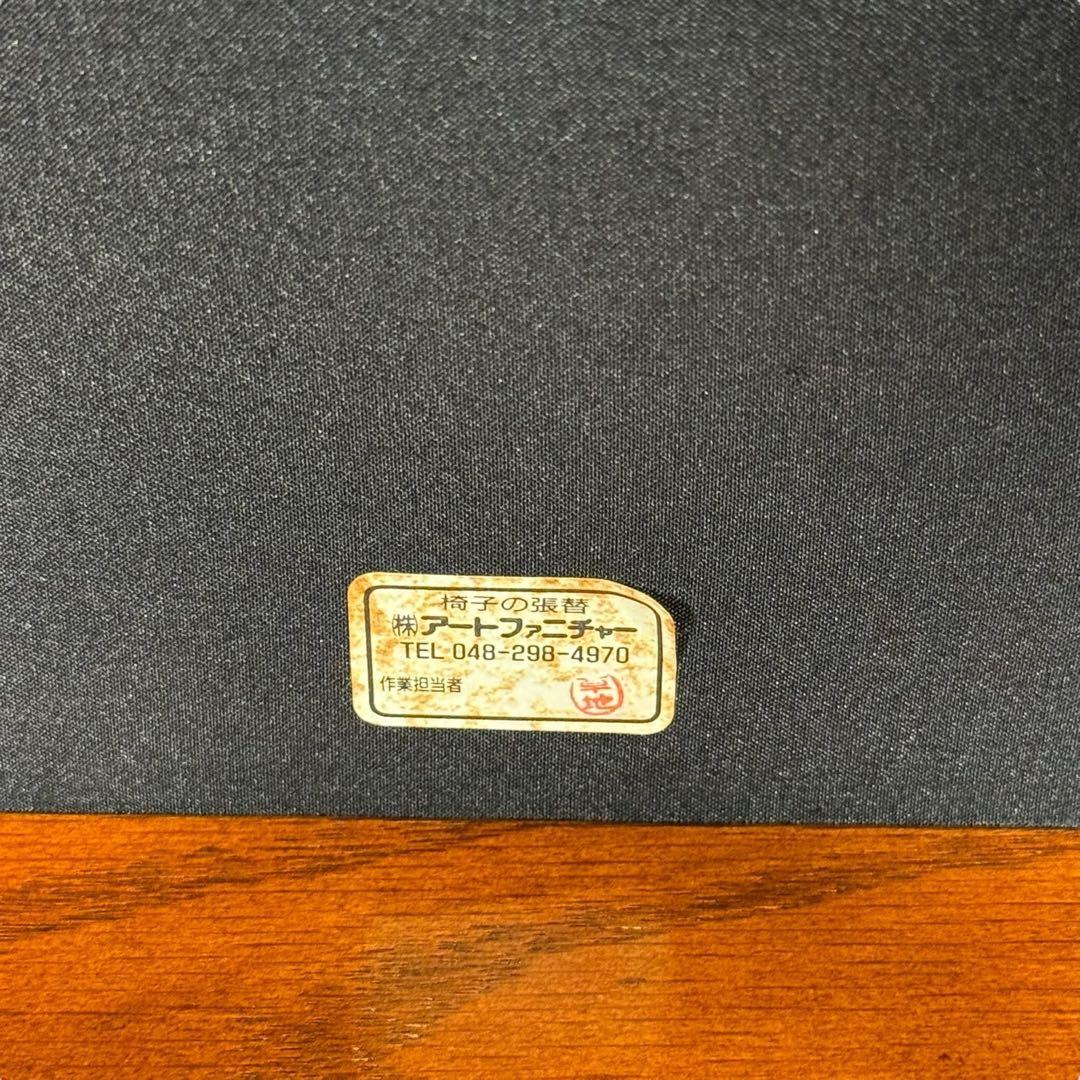 椅子の張替
㈱アートファニチャー
TEL 048-298-4970
作業担当者